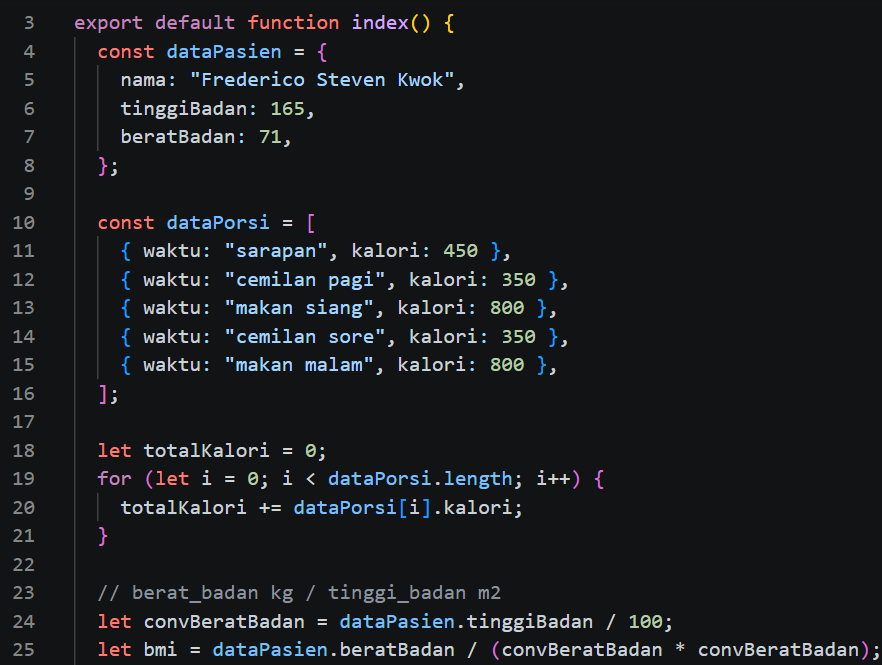 3 export default function index() {
4 const dataPasien = {
5 nama: "Frederico Steven Kwok",
6 tinggiBadan: 165,
7 beratBadan: 71,
8 };
9
10 const dataPorsi = [
11 { waktu: "sarapan", kalori: 450 },
12 { waktu: "cemilan pagi", kalori: 350 },
13 { waktu: "makan siang", kalori: 800 },
14 { waktu: "cemilan sore", kalori: 350 },
15 { waktu: "makan malam", kalori: 800 },
16 ];
17
18 let totalKalori = 0;
19 for (let i = 0; i < dataPorsi.length; i++) {
20 totalKalori += dataPorsi[i].kalori;
21 }
22
23 // berat_badan kg / tinggi_badan m2
24 let convBeratBadan = dataPasien.tinggiBadan / 100;
25 let bmi = dataPasien.beratBadan / (convBeratBadan * convBeratBadan);